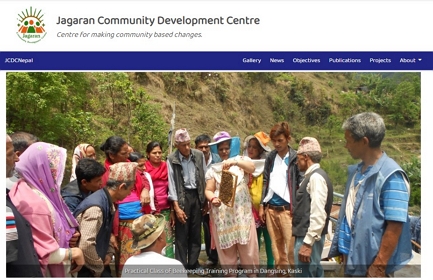 Jagaran Community Development Centre
Centre for making community based changes.
Jagaran
JCDCNepal
Gallery News Objectives Publications Projects About
Practical Class of Beekeeping Training Program in Dangsing, Kaski